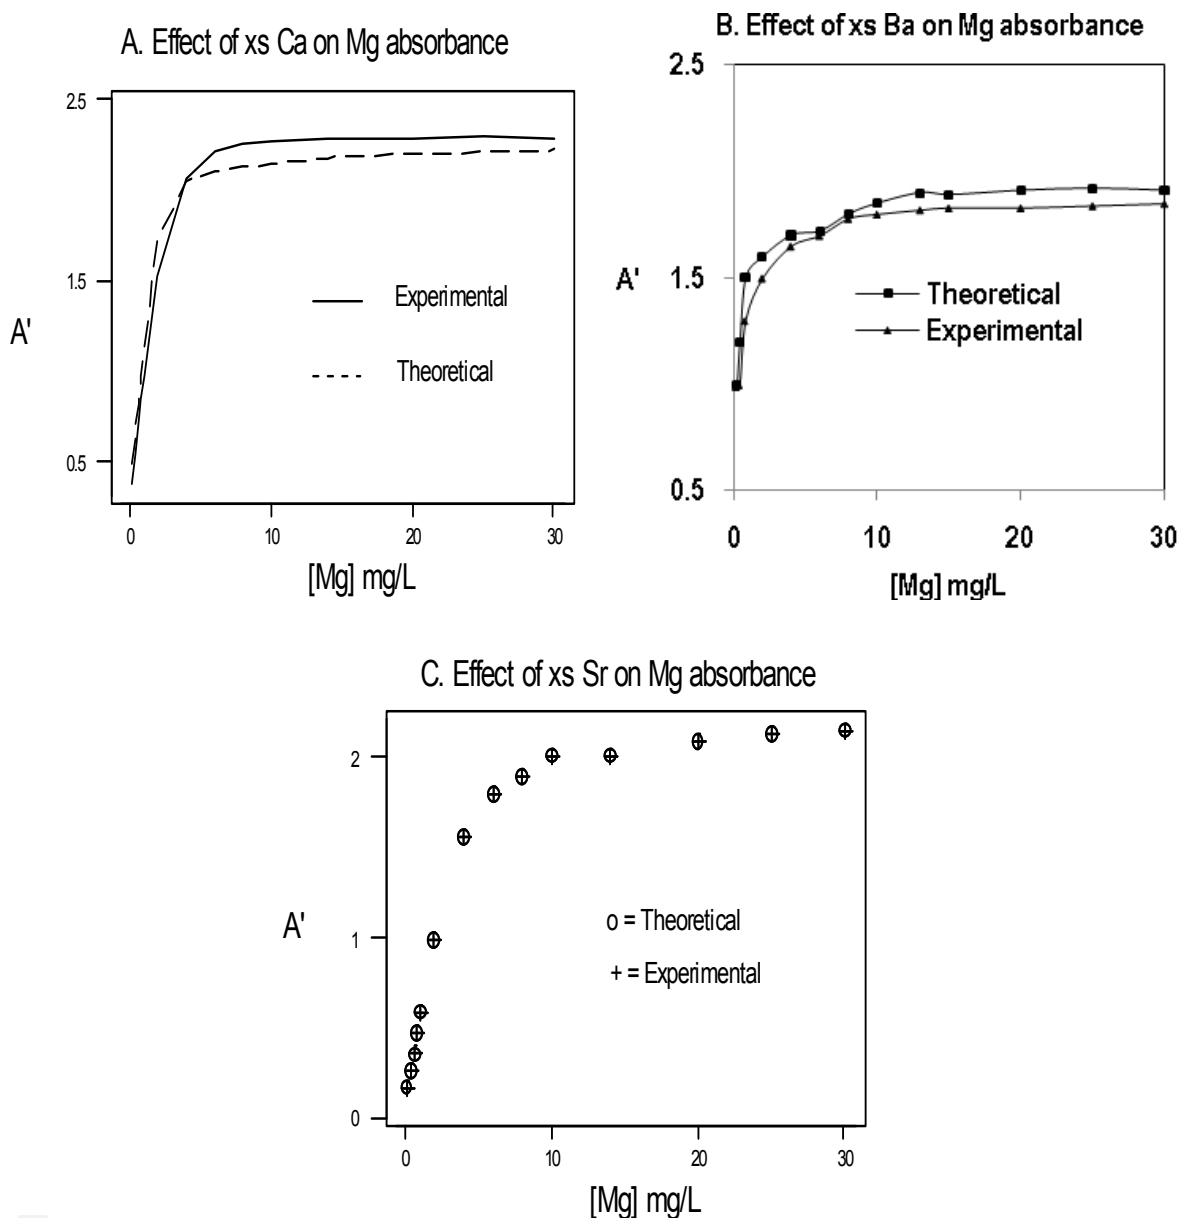 A. Effect of xs Ca on Mg absorbance
2.5
1.5
0.5
A'
Experimental
Theoretical
0 10 20 30
[Mg] mg/L
B. Effect of xs Ba on Mg absorbance
2.5
1.5
0.5
A'
Theoretical
Experimental
0 10 20 30
[Mg] mg/L
C. Effect of xs Sr on Mg absorbance
2
1
0
A'
o = Theoretical
+ = Experimental
0 10 20 30
[Mg] mg/L